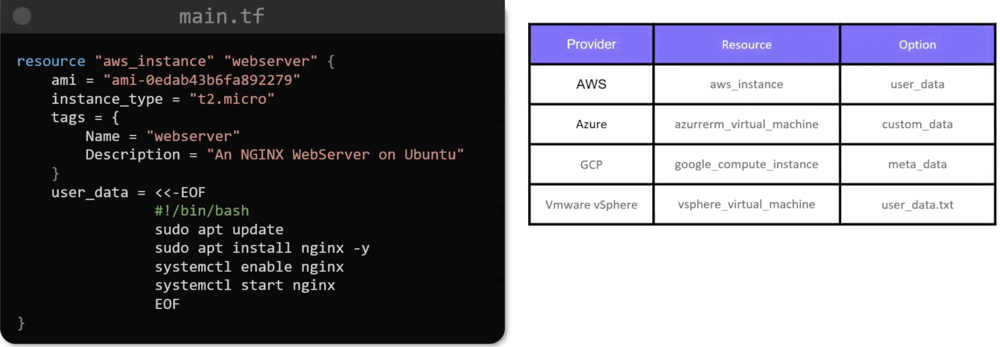 main.tf
resource "aws_instance" "webserver" {
    ami = "ami-0edab43b6fa892279"
    instance_type = "t2.micro"
    tags = {
        Name = "webserver"
        Description = "An NGINX WebServer on Ubuntu"
    }
    user_data = <<-EOF
                #!/bin/bash
                sudo apt update
                sudo apt install nginx -y
                systemctl enable nginx
                systemctl start nginx
                EOF
}
Provider Resource Option
AWS aws_instance user_data
Azure azurrerm_virtual_machine custom_data
GCP google_compute_instance meta_data
Vmware vSphere vsphere_virtual_machine user_data.txt